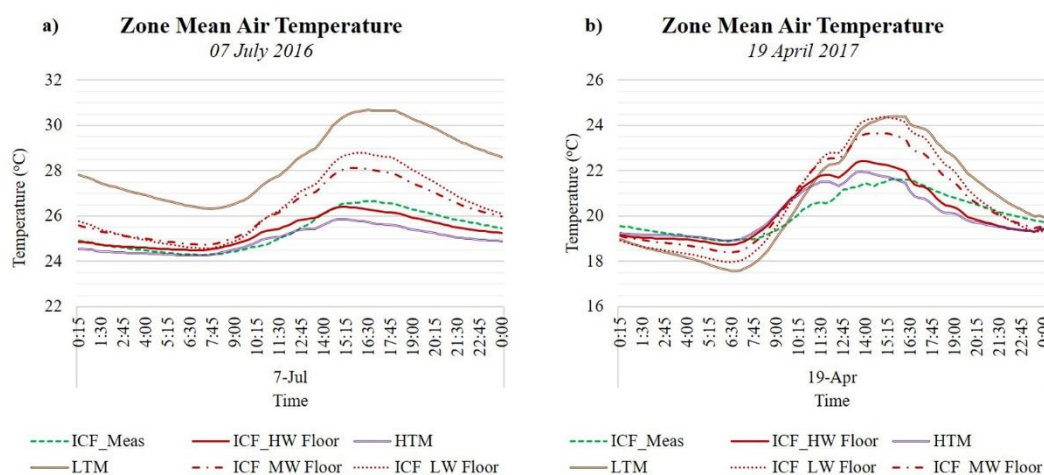 a) Zone Mean Air Temperature
07 July 2016
Temperature (°C)
32
30
28
26
24
22
0:15 1:30 2:45 4:00 5:15 6:30 7:45 9:00 10:15 11:30 12:45 14:00 15:15 16:30 17:45 19:00 20:15 21:30 22:45 0:00
7-Jul
Time
ICF_Meas ICF_HW Floor HTM
LTM ICF_MW Floor ICF_LW Floor
b) Zone Mean Air Temperature
19 April 2017
Temperature (°C)
26
24
22
20
18
16
0:15 1:30 2:45 4:00 5:15 6:30 7:45 9:00 10:15 11:30 12:45 14:00 15:15 16:30 17:45 19:00 20:15 21:30 22:45 0:00
19-Apr
Time
ICF_Meas ICF_HW Floor HTM
LTM ICF_LW Floor ICF_MW Floor